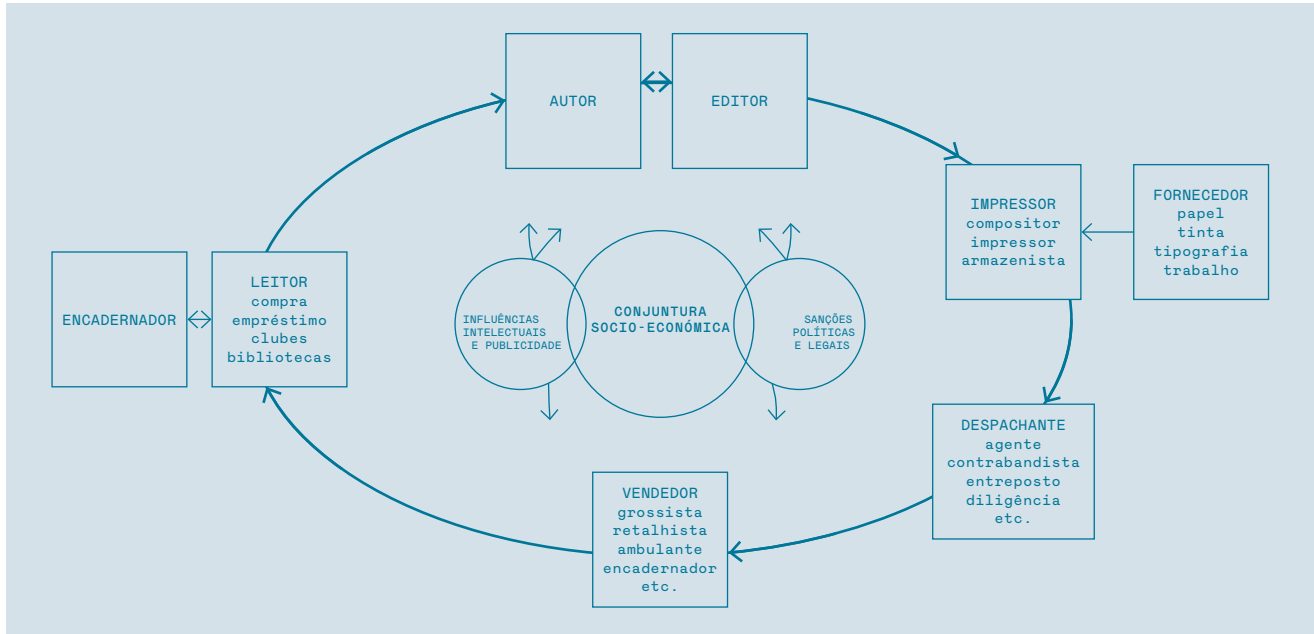 AUTOR
EDITOR
IMPRESSOR
compositor
impressor
armazenista
FORNECEDOR
papel
tinta
tipografia
trabalho
ENCADERNADOR
LEITOR
compra
empréstimo
clubes
bibliotecas
INFLUÊNCIAS
INTELECTUAIS
E PUBLICIDADE
CONJUNTURA
SOCIO-ECONÓMICA
SANÇÕES
POLÍTICAS
E LEGAIS
DESPACHANTE
agente
contrabandista
entreposto
diligência
etc.
VENDEDOR
grossista
retalhista
ambulante
encadernador
etc.